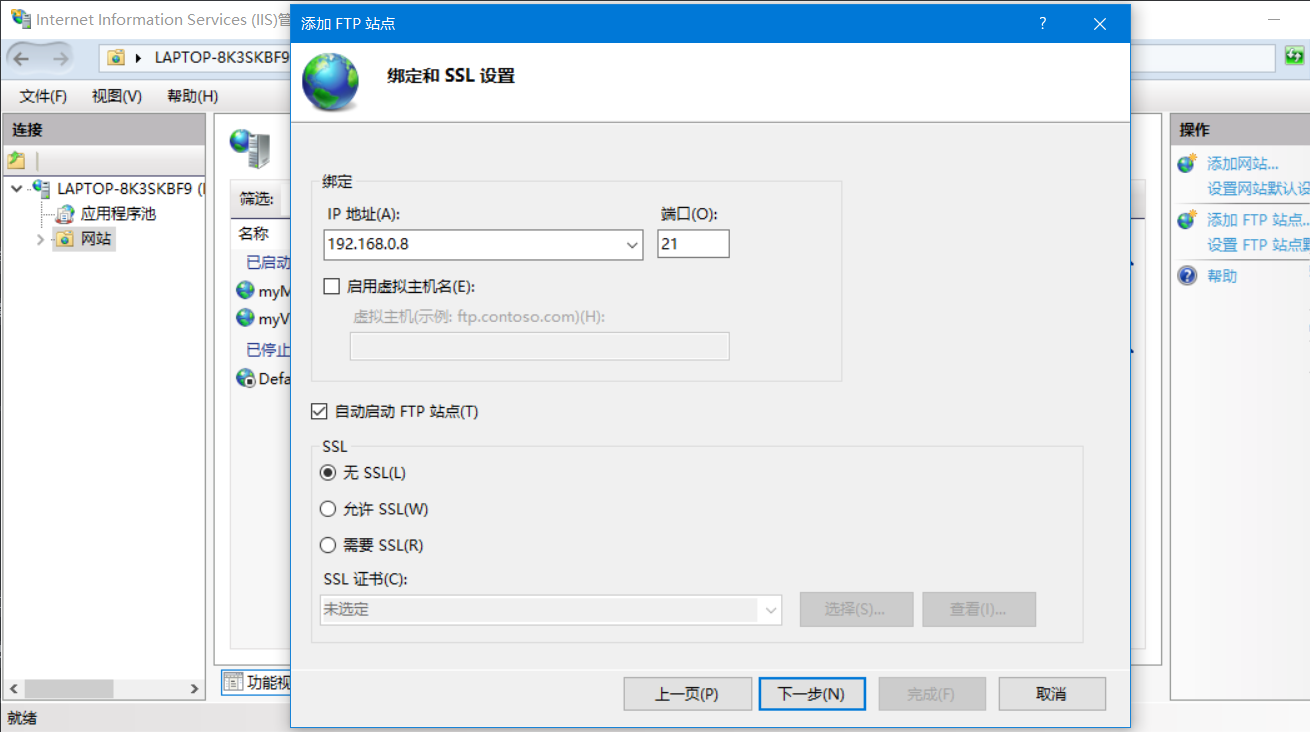 Internet Information Services (IIS)管
添加 FTP 站点
?
绑定和 SSL 设置
LAPTOP-8K3SKBF9
文件(F) 视图(V) 帮助(H)
连接
LAPTOP-8K3SKBF9 (
应用程序池
网站
就绪
筛选:
名称
已启动
myM
myV
已停止
Defa
功能视
绑定
IP 地址(A): 端口(O):
192.168.0.8 21
启用虚拟主机名(E):
虚拟主机(示例: ftp.contoso.com)(H):
自动启动 FTP 站点(T)
SSL
无 SSL(L)
允许 SSL(W)
需要 SSL(R)
SSL 证书(C):
未选定 选择(S)... 查看(I)...
上一页(P) 下一步(N) 完成(F) 取消
操作
添加网站...
设置网站默认设
添加 FTP 站点...
设置 FTP 站点默
帮助